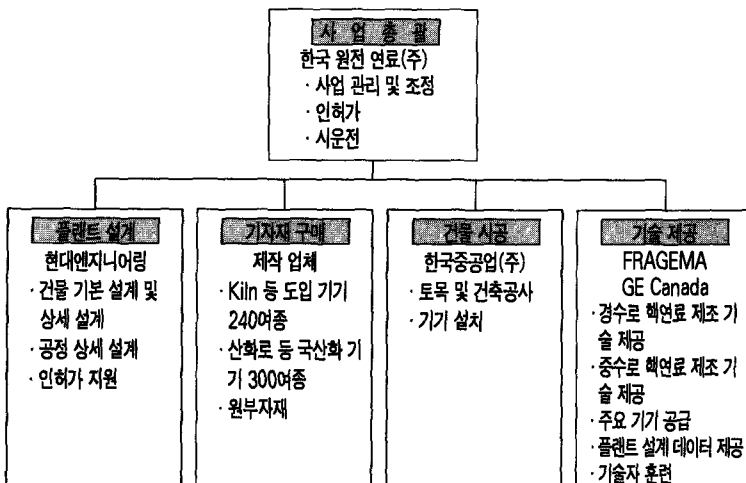 사 업 총 괄
한국 원전 연료(주)
· 사업 관리 및 조정
· 인허가
· 시운전
플랜트 설계
현대엔지니어링
· 건물 기본 설계 및
상세 설계
· 공정 상세 설계
· 인허가 지원
기자재 구매
제작 업체
· Kiln 등 도입 기기
240여종
· 산화로 등 국산화 기
기 300여종
· 원부자재
건물 시공
한국중공업(주)
· 토목 및 건축공사
· 기기 설치
기술 제공
FRAGEMA
GE Canada
· 경수로 핵연료 제조 기
술 제공
· 중수로 핵연료 제조 기
술 제공
· 주요 기기 공급
· 플랜트 설계 데이터 제공
· 기술자 훈련